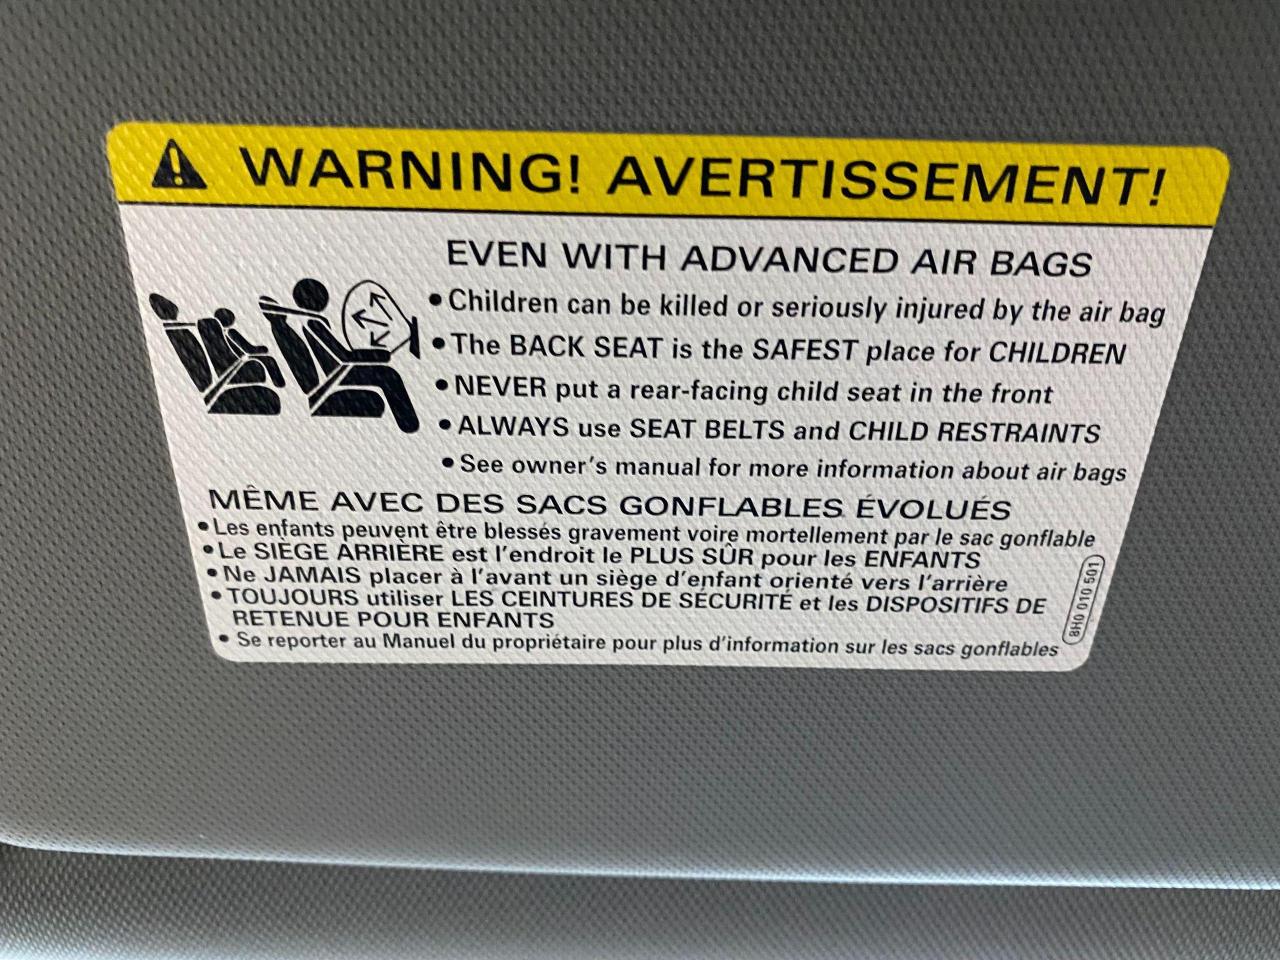 WARNING! AVERTISSEMENT!
EVEN WITH ADVANCED AIR BAGS
•Children can be killed or seriously injured by the air bag
•The BACK SEAT is the SAFEST place for CHILDREN
•NEVER put a rear-facing child seat in the front
•ALWAYS use SEAT BELTS and CHILD RESTRAINTS
•See owner's manual for more information about air bags
MÊME AVEC DES SACS GONFLABLES ÉVOLUÉS
•Les enfants peuvent être blessés gravement voire mortellement par le sac gonflable
•Le SIÈGE ARRIÈRE est l'endroit le PLUS SÛR pour les ENFANTS
•Ne JAMAIS placer à l'avant un siège d'enfant orienté vers l'arrière
•TOUJOURS utiliser LES CEINTURES DE SÉCURITÉ et les DISPOSITIFS DE
RETENUE POUR ENFANTS
•Se reporter au Manuel du propriétaire pour plus d'information sur les sacs gonflables
8H0 010 501